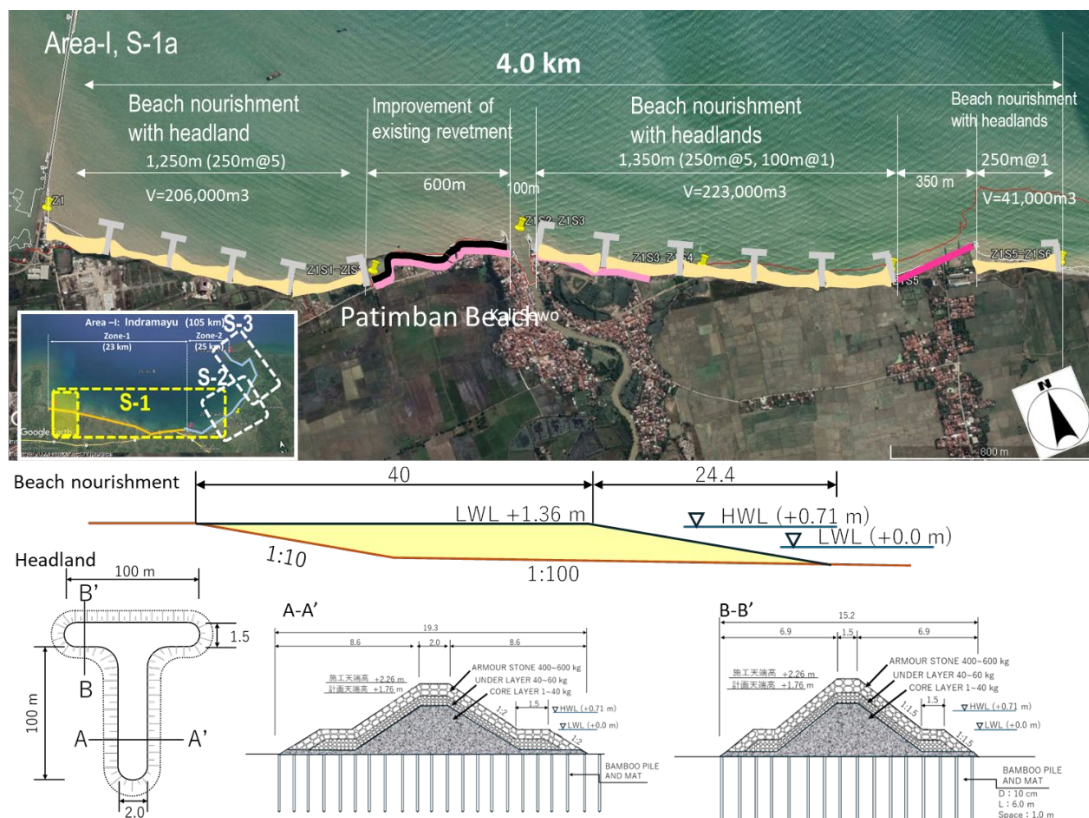 Area-I, S-1a
4.0 km
Beach nourishment
with headland
1,250m (250m@5)
V=206,000m3
Improvement of
existing revetment
600m
100m
Beach nourishment
with headlands
1,350m (250m@5, 100m@1)
V=223,000m3
350 m
Beach nourishment
with headlands
250m@1
V=41,000m3
Z1
Z1S2-Z1S3
Z1S3-Z1S4
Z1S5-Z1S6
Patimban Beach
Kali Sewo
Area –I: Indramayu (105 km)
Zone-1
(23 km)
Zone-2
(25 km)
S-3
S-2
S-1
Google Earth
N
800 m
Beach nourishment
40
24.4
LWL +1.36 m
HWL (+0.71 m)
LWL (+0.0 m)
1:10
1:100
Headland
100 m
B'
B
1.5
100 m
A
A'
2.0
A-A'
19.3
8.6
2.0
8.6
ARMOUR STONE 400~600 kg
UNDER LAYER 40~60 kg
CORE LAYER 1~40 kg
施工天端高 +2.26 m
計画天端高 +1.76 m
1:2
1.5
HWL (+0.71)
LWL (+0.0)
1:2
BAMBOO PILE
AND MAT
B-B'
15.2
6.9
1.5
6.9
ARMOUR STONE 400~600 kg
UNDER LAYER 40~60 kg
CORE LAYER 1~40 kg
施工天端高 +2.26 m
計画天端高 +1.76 m
1:1.5
1.5
HWL (+0.71)
LWL (+0.0)
1:1.5
BAMBOO PILE
AND MAT
D : 10 cm
L : 6.0 m
Space : 1.0 m